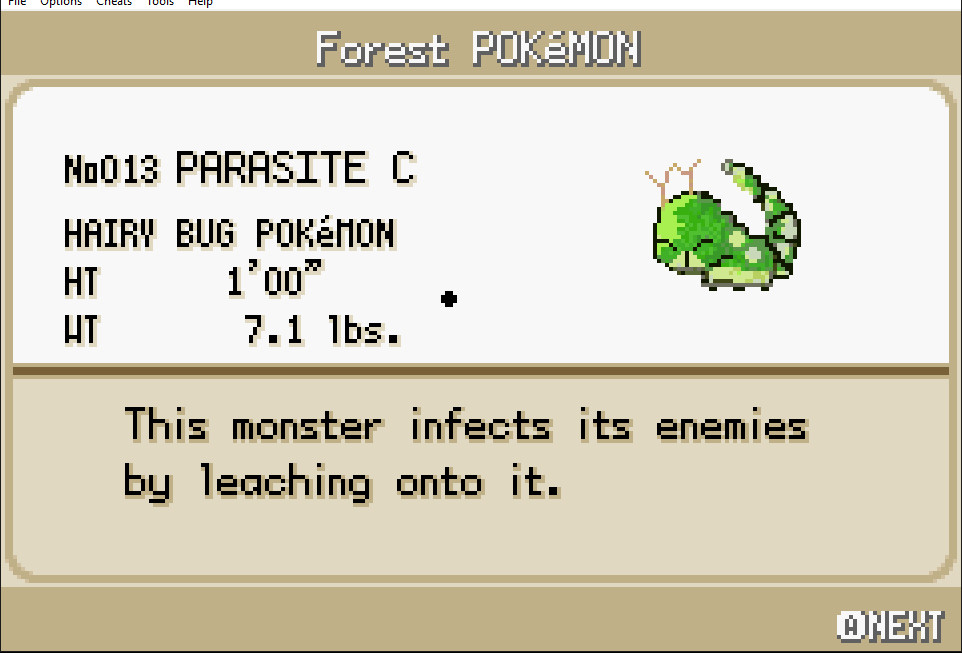 File Options Cheats Tools Help
Forest POKéMON
No013 PARASITE C
HAIRY BUG POKéMON
HT 1'00"
WT 7.1 lbs.
This monster infects its enemies
by leaching onto it.
A NEXT